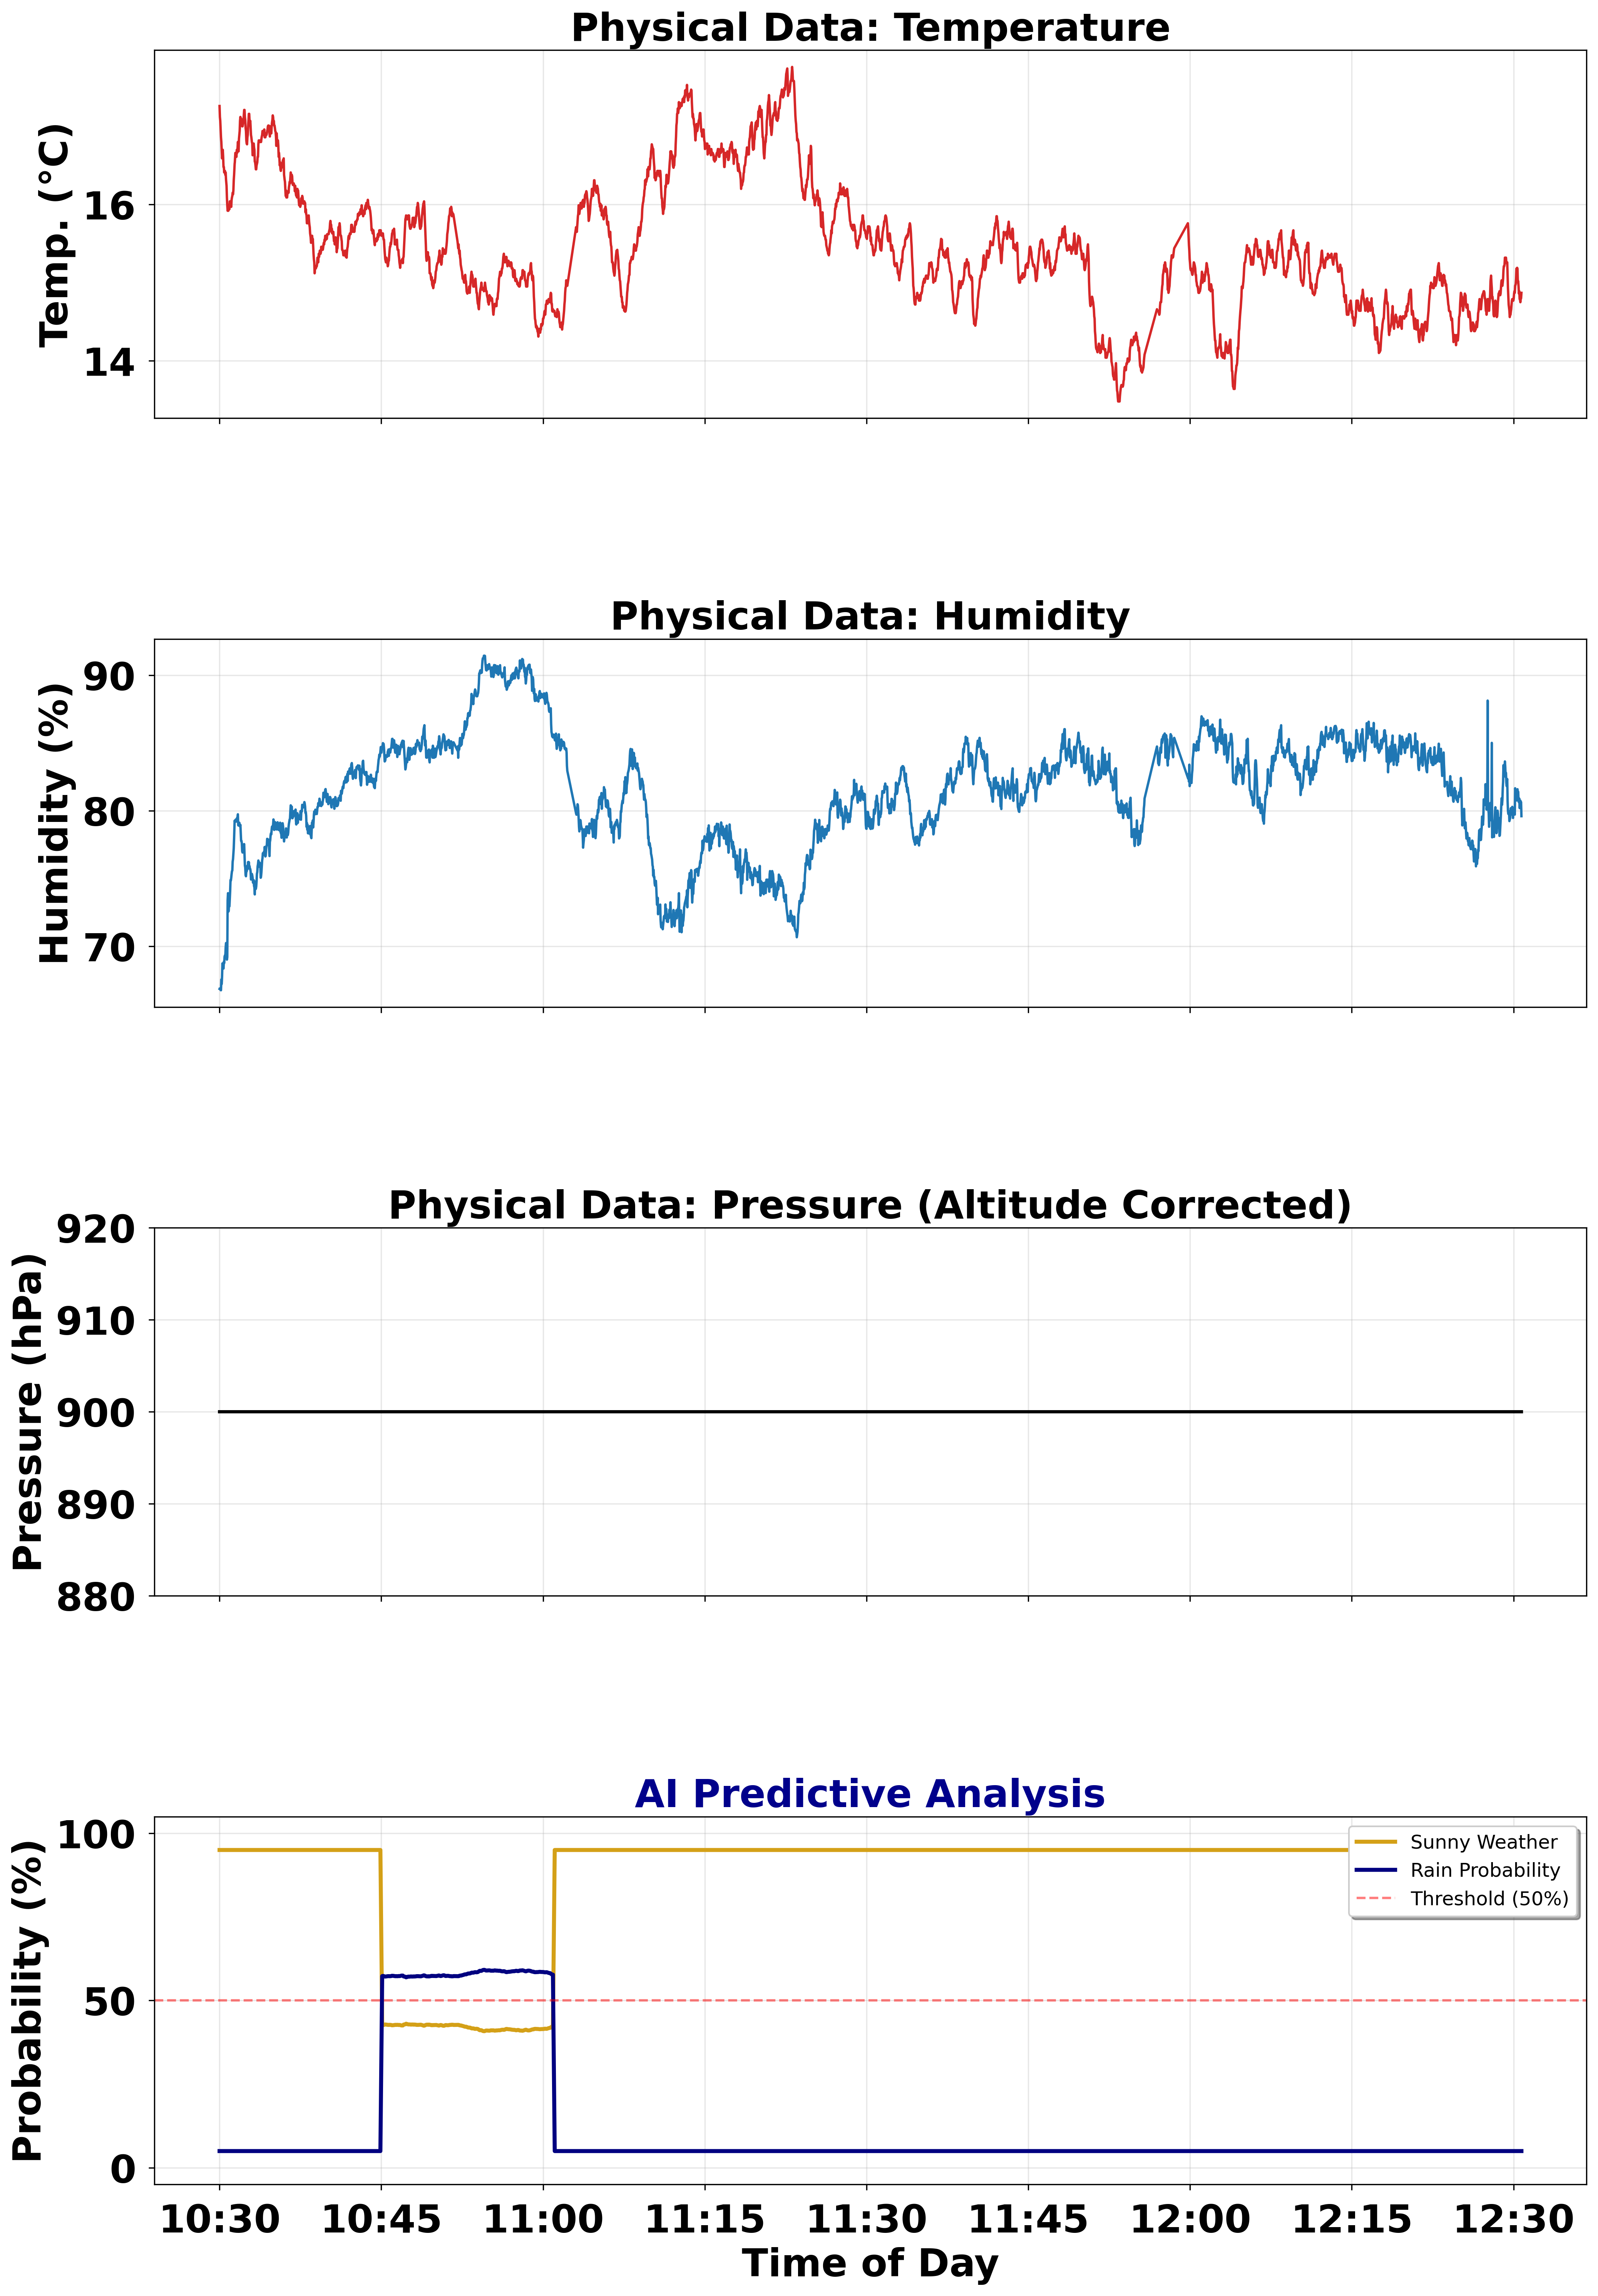 Physical Data: Temperature
Temp. (°C)
16
14
Physical Data: Humidity
Humidity (%)
90
80
70
Physical Data: Pressure (Altitude Corrected)
Pressure (hPa)
920
910
900
890
880
AI Predictive Analysis
Probability (%)
100
50
0
Sunny Weather
Rain Probability
Threshold (50%)
10:30 10:45 11:00 11:15 11:30 11:45 12:00 12:15 12:30
Time of Day